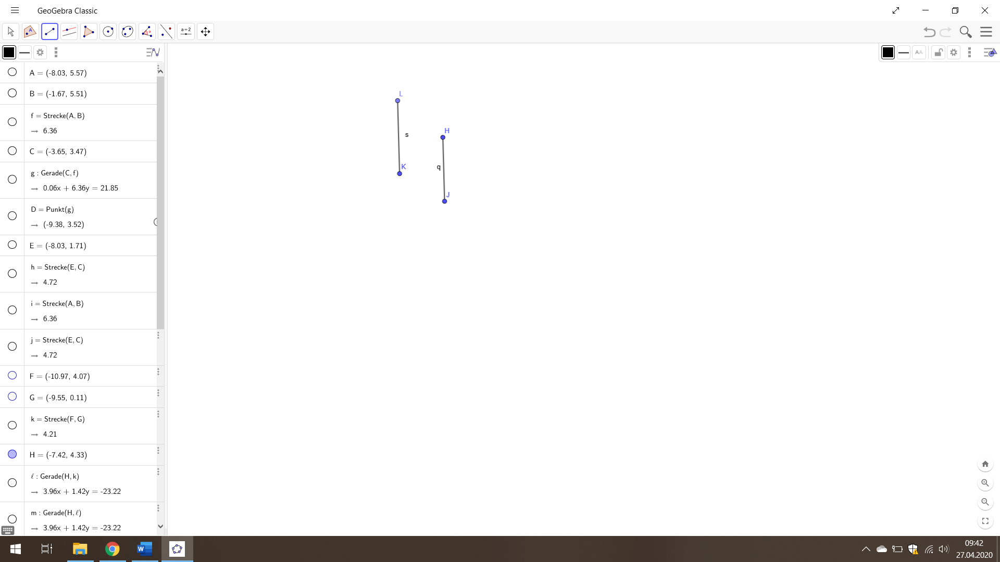 GeoGebra Classic
A
a=2
AA
A = (-8.03, 5.57)
B = (-1.67, 5.51)
f = Strecke(A, B)
→ 6.36
C = (-3.65, 3.47)
g : Gerade(C, f)
→ 0.06x + 6.36y = 21.85
D = Punkt(g)
→ (-9.38, 3.52)
E = (-8.03, 1.71)
h = Strecke(E, C)
→ 4.72
i = Strecke(A, B)
→ 6.36
j = Strecke(E, C)
→ 4.72
F = (-10.97, 4.07)
G = (-9.55, 0.11)
k = Strecke(F, G)
→ 4.21
H = (-7.42, 4.33)
ℓ : Gerade(H, k)
→ 3.96x + 1.42y = -23.22
m : Gerade(H, ℓ)
→ 3.96x + 1.42y = -23.22
L
s
H
K
q
J
W
09:42
27.04.2020